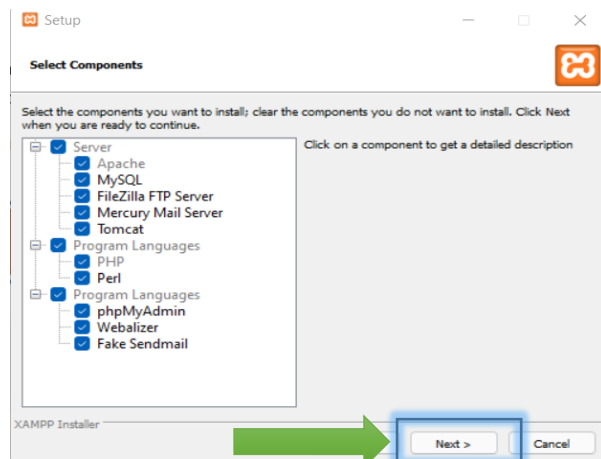 Setup
Select Components
Select the components you want to install; clear the components you do not want to install. Click Next
when you are ready to continue.
Server
Apache
MySQL
FileZilla FTP Server
Mercury Mail Server
Tomcat
Program Languages
PHP
Perl
Program Languages
phpMyAdmin
Webalizer
Fake Sendmail
Click on a component to get a detailed description
XAMPP Installer
Next >
Cancel